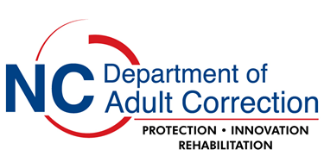 NC Department of
Adult Correction
PROTECTION • INNOVATION
REHABILITATION